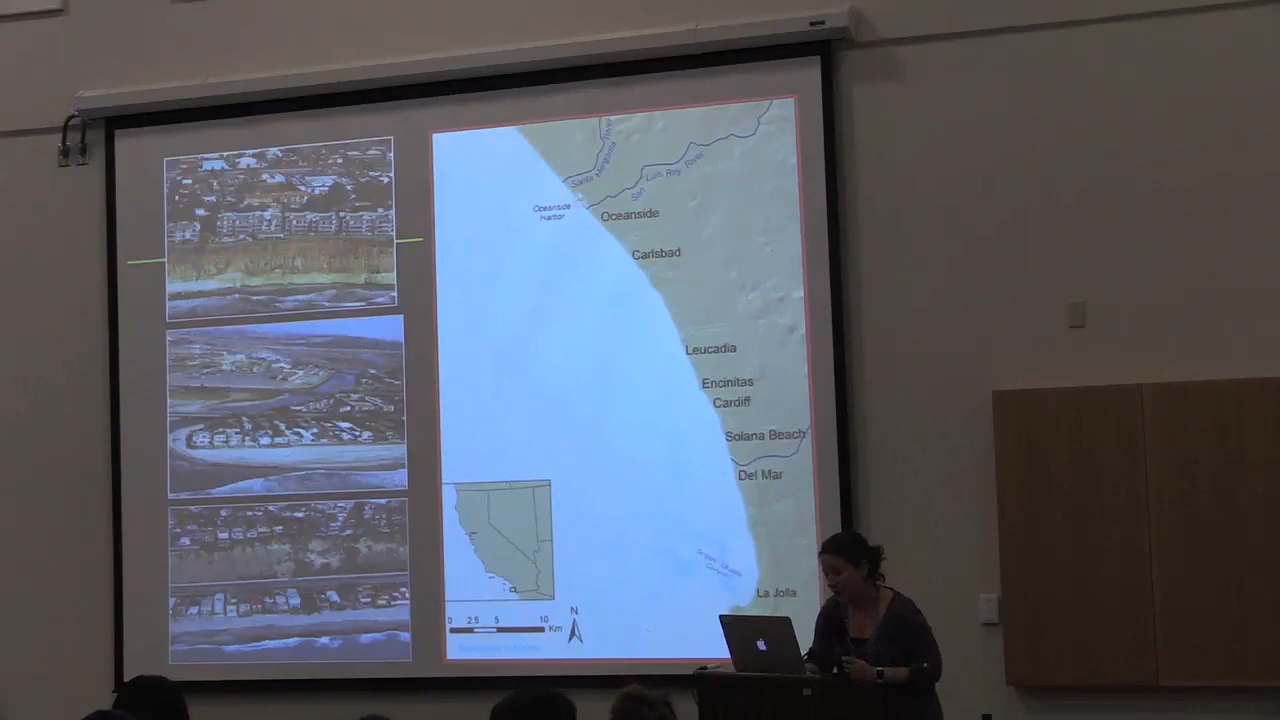 Santa Margarita River
San Luis Rey River
Oceanside
Harbor
Oceanside
Carlsbad
Leucadia
Encinitas
Cardiff
Solana Beach
Del Mar
Canyon
La Jolla
N
0 2.5 5 10
Km